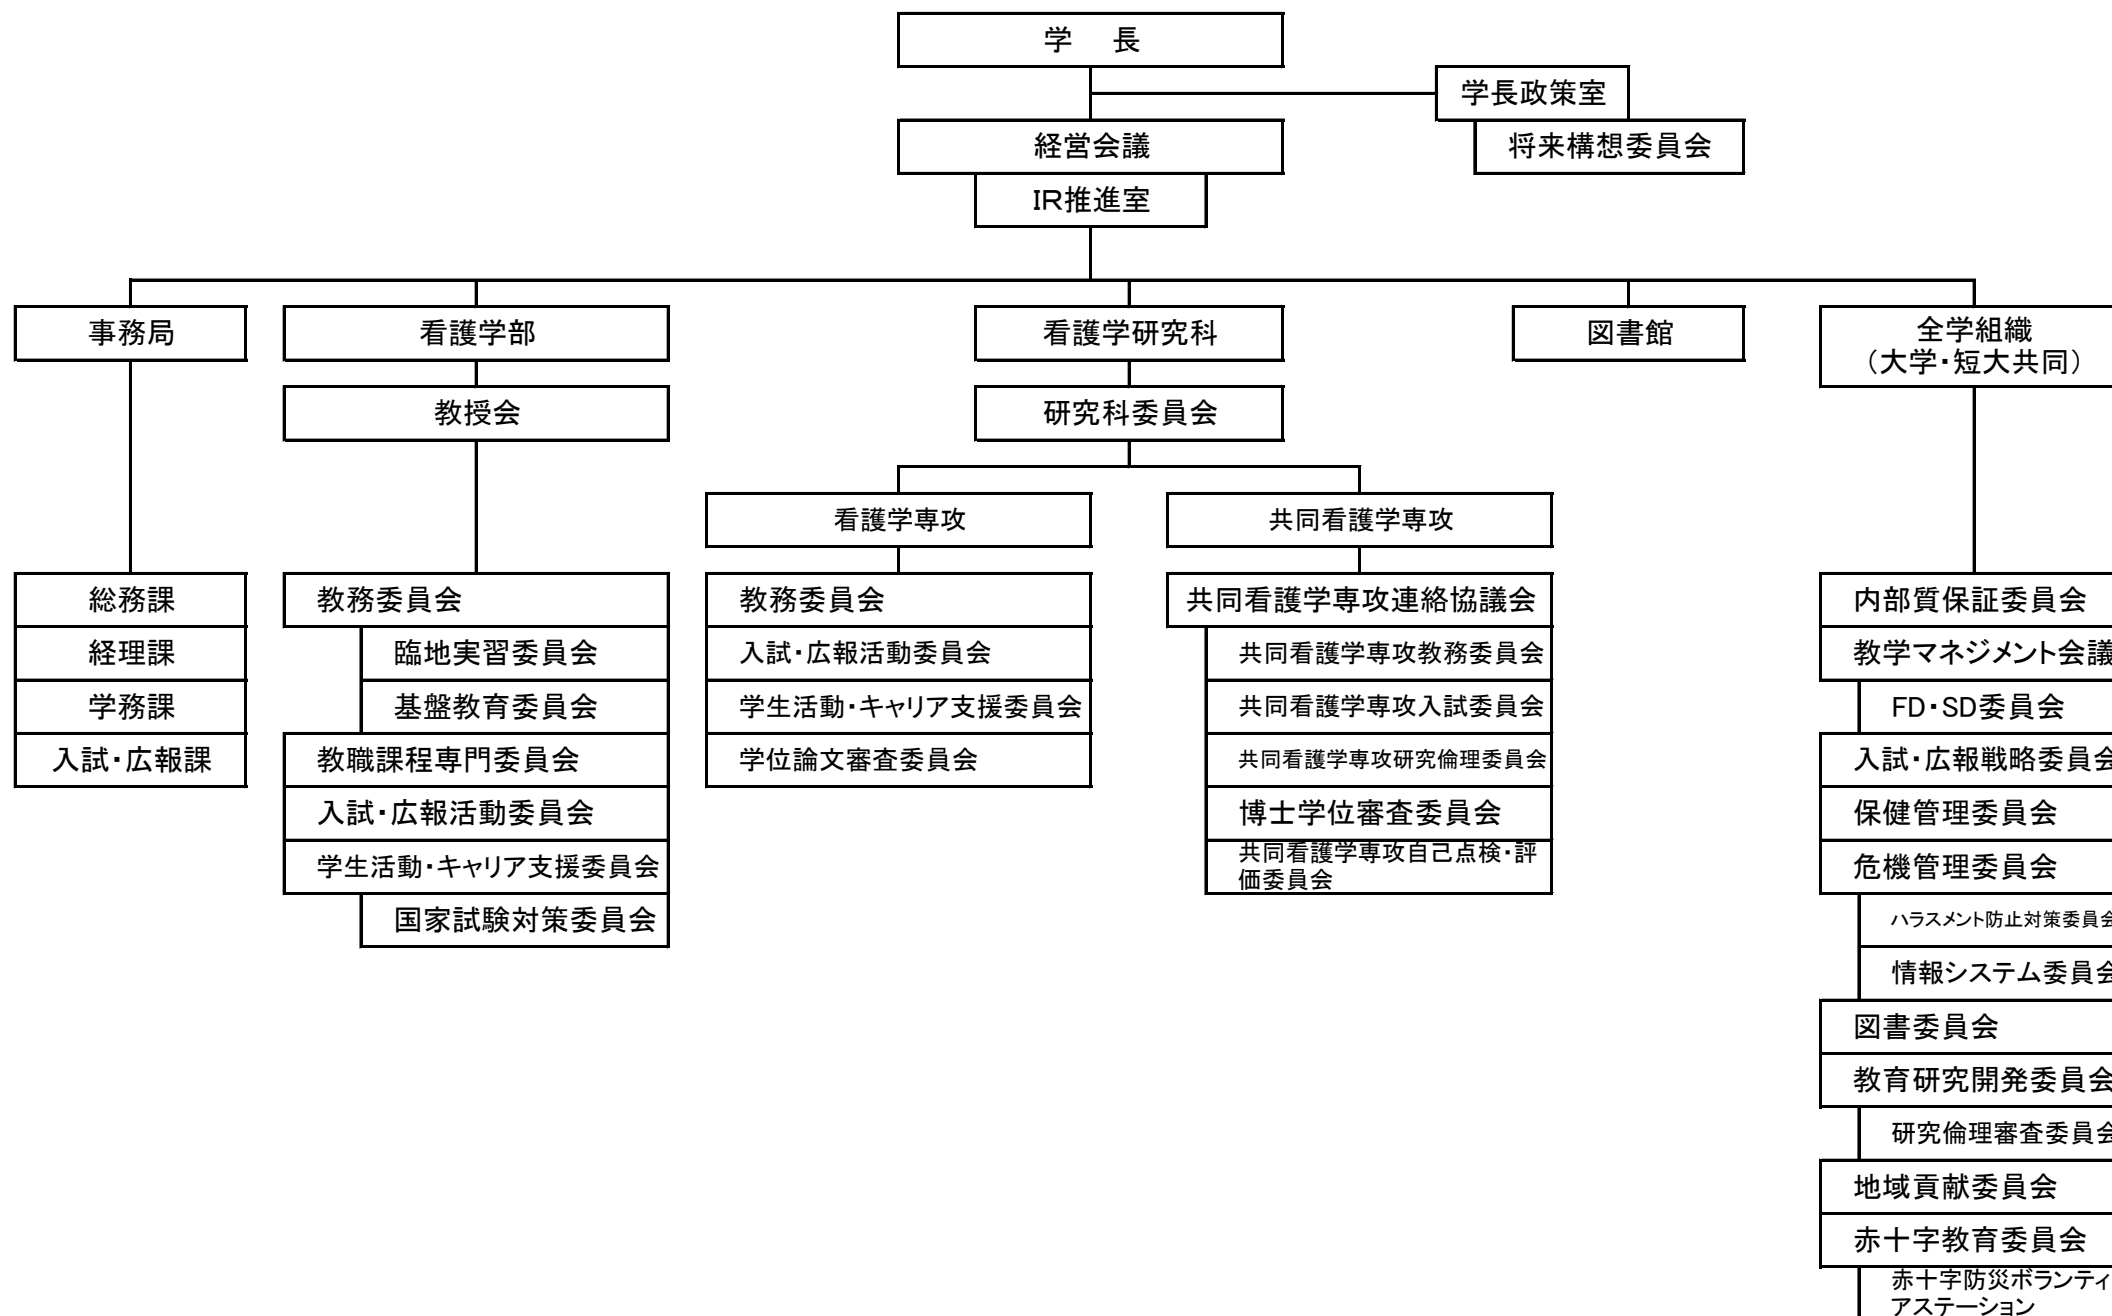 学　長
学長政策室
経営会議
将来構想委員会
IR推進室
事務局
看護学部
看護学研究科
図書館
全学組織
（大学・短大共同）
教授会
研究科委員会
看護学専攻
共同看護学専攻
総務課
経理課
学務課
入試・広報課
教務委員会
臨地実習委員会
基盤教育委員会
教職課程専門委員会
入試・広報活動委員会
学生活動・キャリア支援委員会
国家試験対策委員会
教務委員会
入試・広報活動委員会
学生活動・キャリア支援委員会
学位論文審査委員会
共同看護学専攻連絡協議会
共同看護学専攻教務委員会
共同看護学専攻入試委員会
共同看護学専攻研究倫理委員会
博士学位審査委員会
共同看護学専攻自己点検・評
価委員会
内部質保証委員会
教学マネジメント会議
FD・SD委員会
入試・広報戦略委員会
保健管理委員会
危機管理委員会
ハラスメント防止対策委員会
情報システム委員会
図書委員会
教育研究開発委員会
研究倫理審査委員会
地域貢献委員会
赤十字教育委員会
赤十字防災ボランティ
アステーション